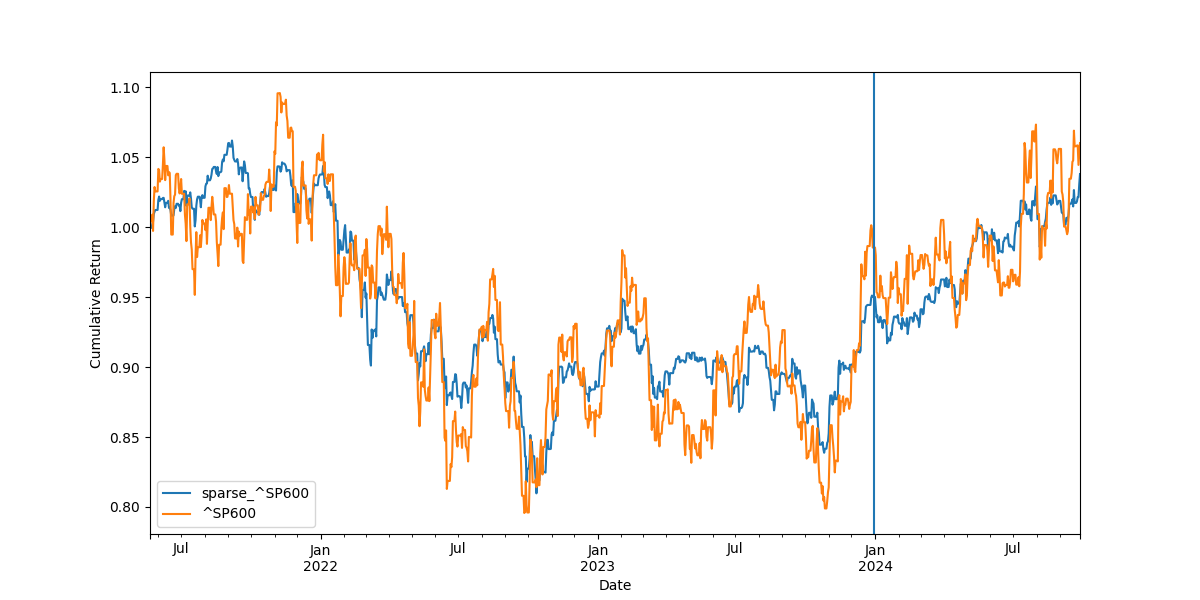 1.10
1.05
1.00
0.95
0.90
0.85
0.80
Cumulative Return
sparse_^SP600
^SP600
Jul Jan Jul Jan Jul Jan Jul
2022 2023 2024
Date